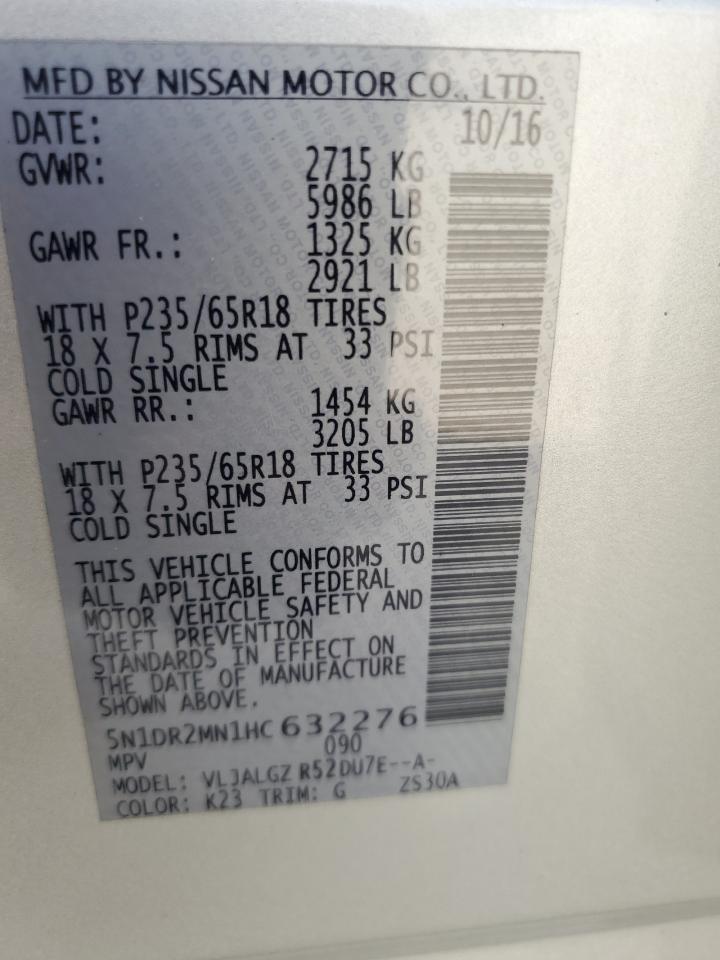 MFD BY NISSAN MOTOR CO., LTD.
DATE: 10/16
GVWR: 2715 KG
5986 LB
GAWR FR.: 1325 KG
2921 LB
WITH P235/65R18 TIRES
18 X 7.5 RIMS AT 33 PSI
COLD SINGLE
GAWR RR.: 1454 KG
3205 LB
WITH P235/65R18 TIRES
18 X 7.5 RIMS AT 33 PSI
COLD SINGLE
THIS VEHICLE CONFORMS TO
ALL APPLICABLE FEDERAL
MOTOR VEHICLE SAFETY AND
THEFT PREVENTION
STANDARDS IN EFFECT ON
THE DATE OF MANUFACTURE
SHOWN ABOVE.
5N1DR2MN1HC632276
MPV 090
MODEL: VLJALGZ R52DU7E--A-
COLOR: K23 TRIM: G ZS30A